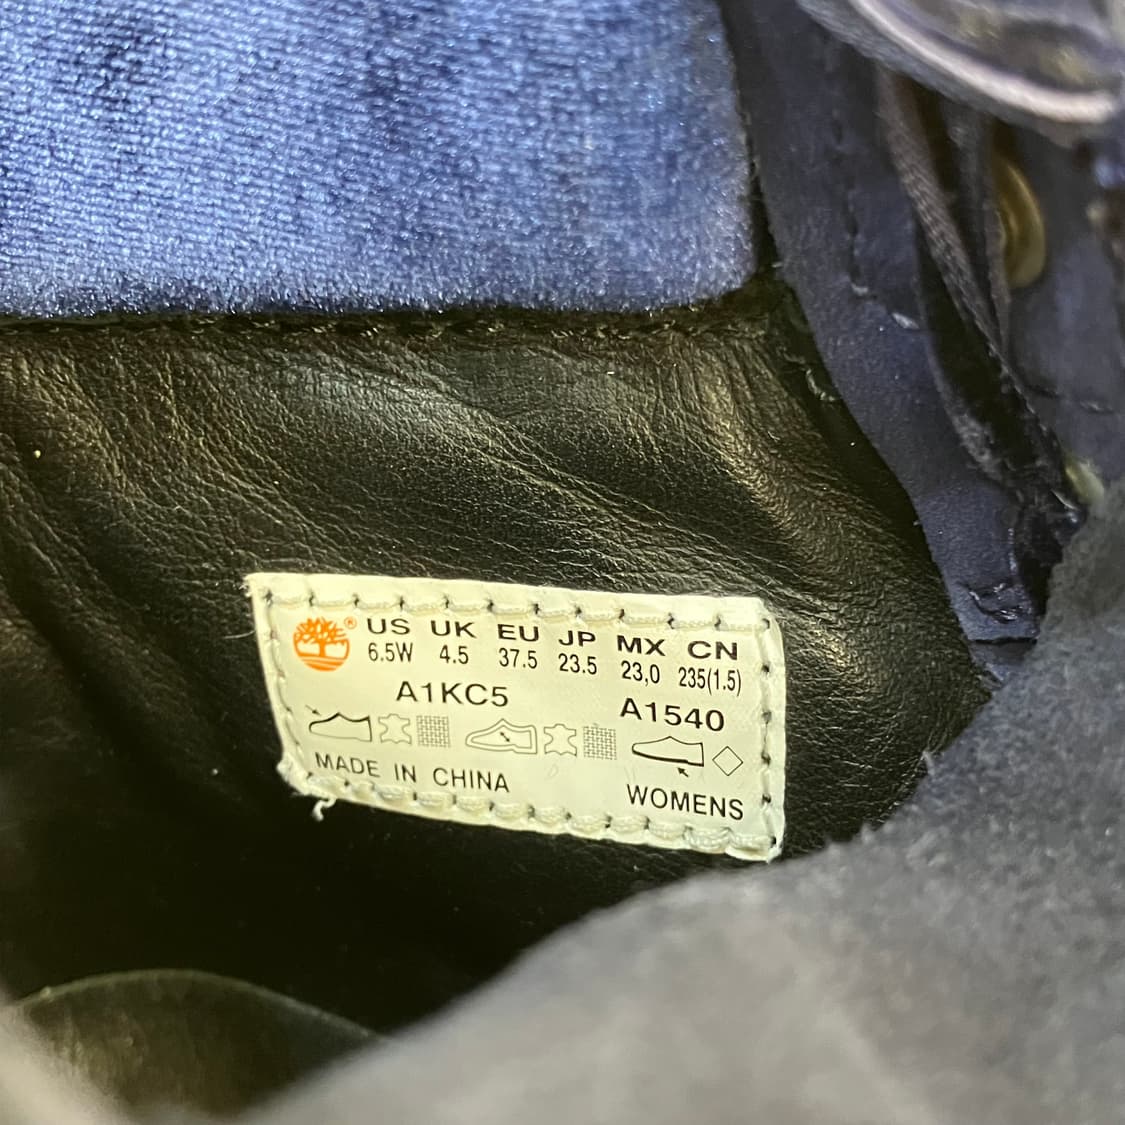 ® US UK EU JP MX CN
6.5W 4.5 37.5 23.5 23,0 235(1.5)
A1KC5 A1540
MADE IN CHINA WOMENS